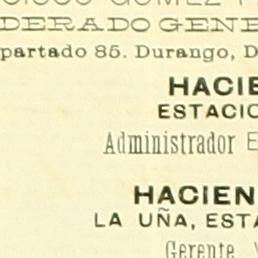 DERADO GENE
partado 85. Durango, D
HACIE
ESTACIO
Administrador E
HACIEN
LA UÑA, ESTA
Gerente